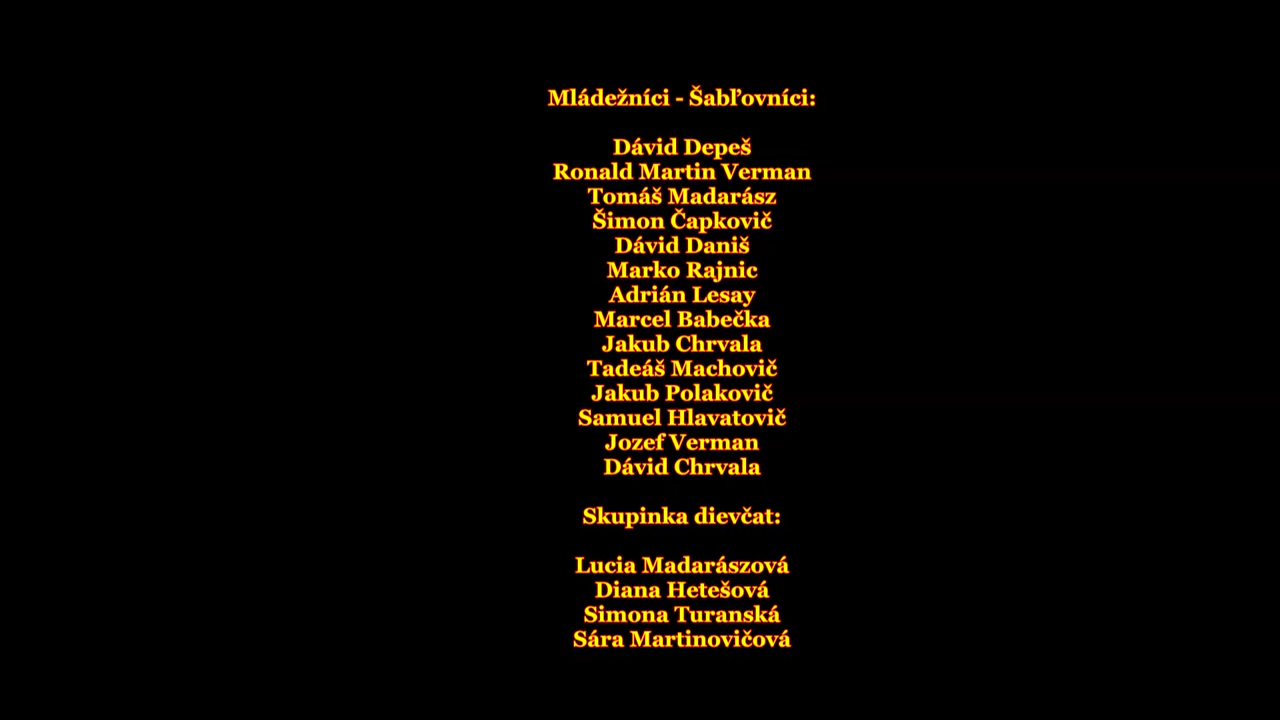 Mládežníci - Šabľovníci:
Dávid Depeš
Ronald Martin Verman
Tomáš Madarász
Šimon Čapkovič
Dávid Daniš
Marko Rajnic
Adrián Lesay
Marcel Babečka
Jakub Chrvala
Tadeáš Machovič
Jakub Polakovič
Samuel Hlavatovič
Jozef Verman
Dávid Chrvala
Skupinka dievčat:
Lucia Madarászová
Diana Hetešová
Simona Turanská
Sára Martinovičová